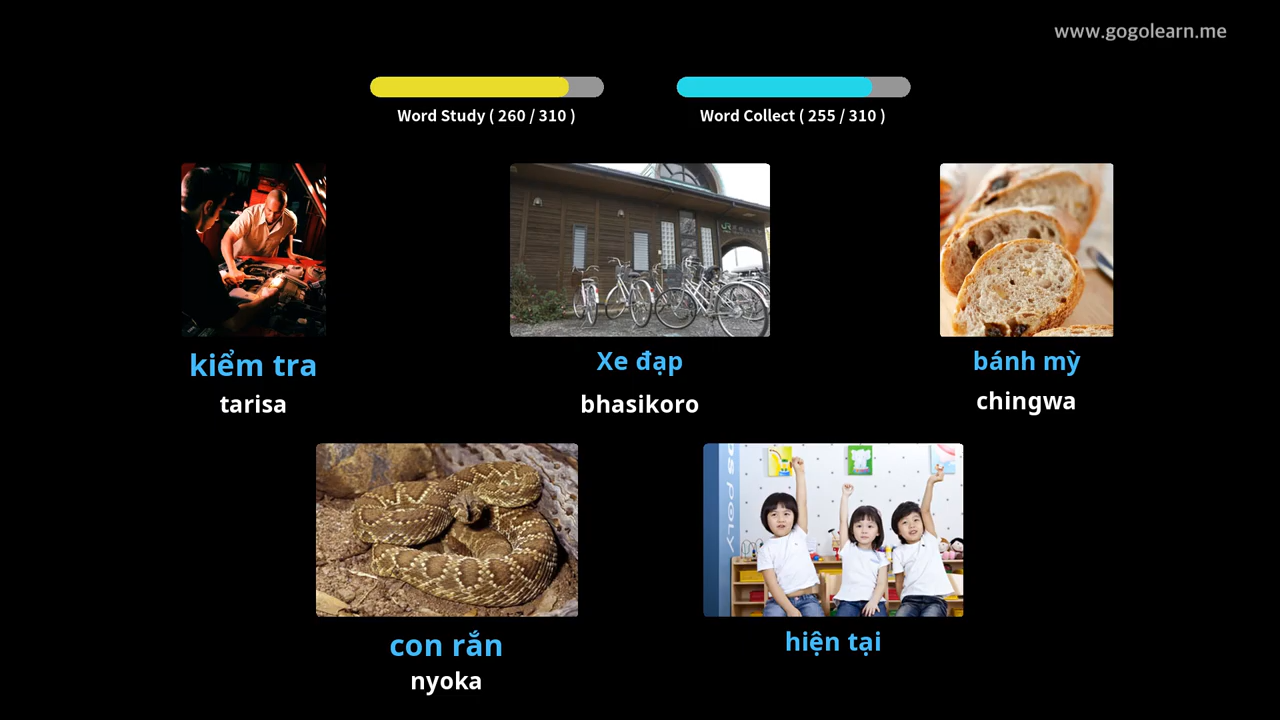 www.gogolearn.me
Word Study ( 260 / 310 )
Word Collect ( 255 / 310 )
kiểm tra
tarisa
Xe đạp
bhasikoro
bánh mỳ
chingwa
con rắn
nyoka
hiện tại